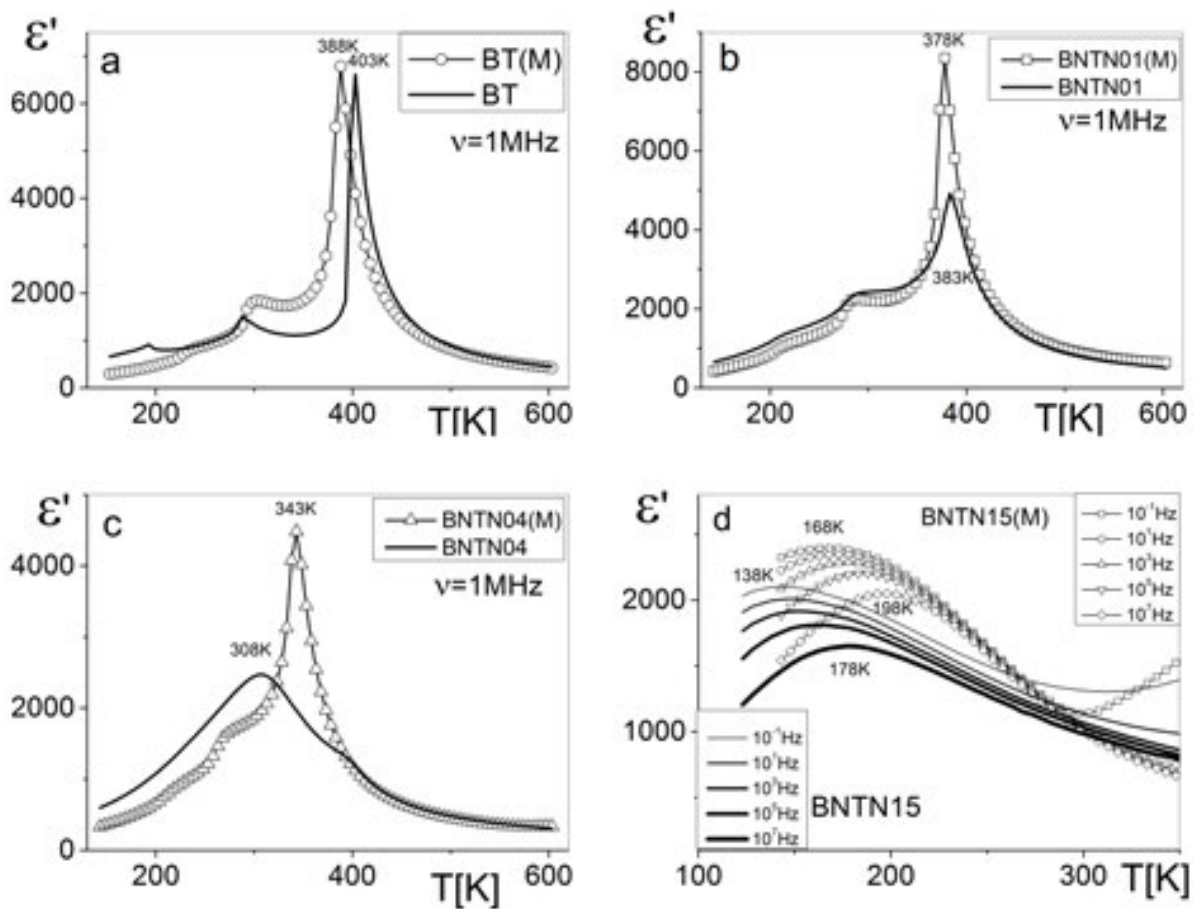 ε'
a
388K
403K
BT(M)
BT
ν=1MHz
6000
4000
2000
0
200
400
600
T[K]
ε'
b
378K
BNTN01(M)
BNTN01
ν=1MHz
8000
6000
4000
383K
2000
0
200
400
600
T[K]
ε'
c
343K
BNTN04(M)
BNTN04
ν=1MHz
4000
308K
2000
0
200
400
600
T[K]
ε'
d
168K
BNTN15(M)
10⁻¹Hz
10¹Hz
10³Hz
10⁵Hz
10⁷Hz
138K
198K
2000
178K
1000
10⁻¹Hz
10¹Hz
10³Hz
10⁵Hz
10⁷Hz
BNTN15
100
200
300
T[K]